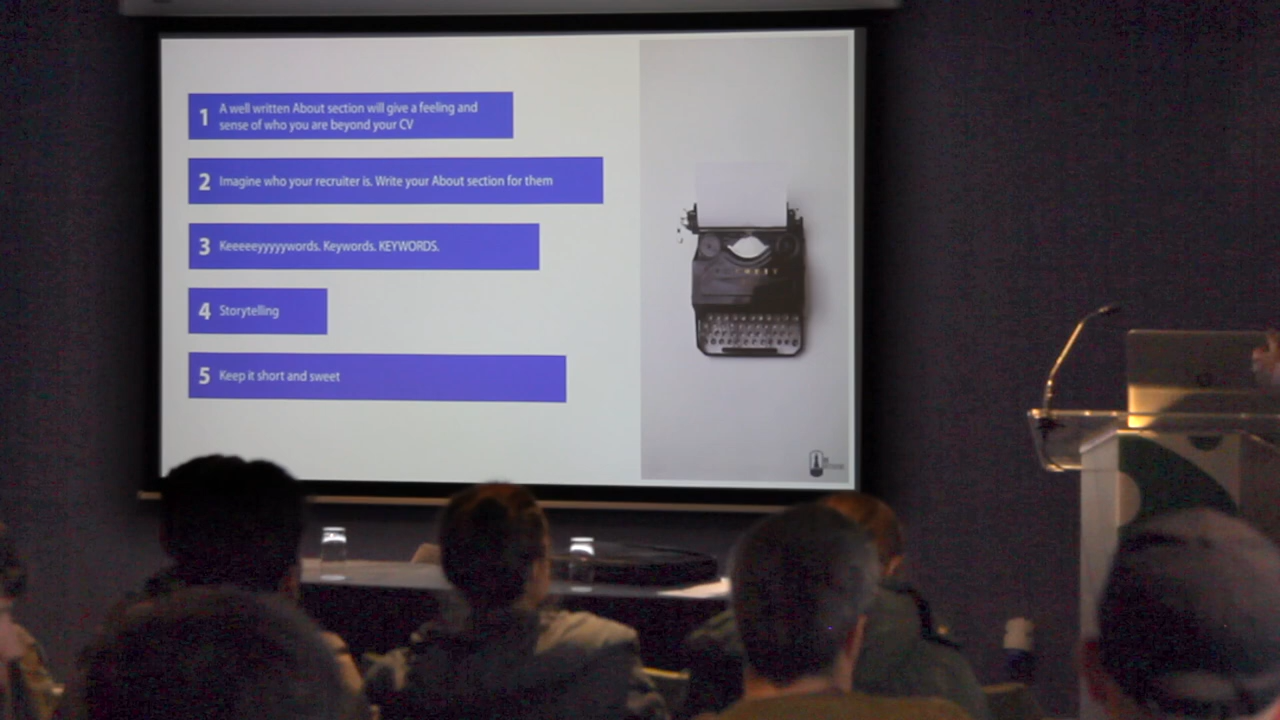 1 A well written About section will give a feeling and
sense of who you are beyond your CV
2 Imagine who your recruiter is. Write your About section for them
3 Keeeeeyyyyywords. Keywords. KEYWORDS.
4 Storytelling
5 Keep it short and sweet